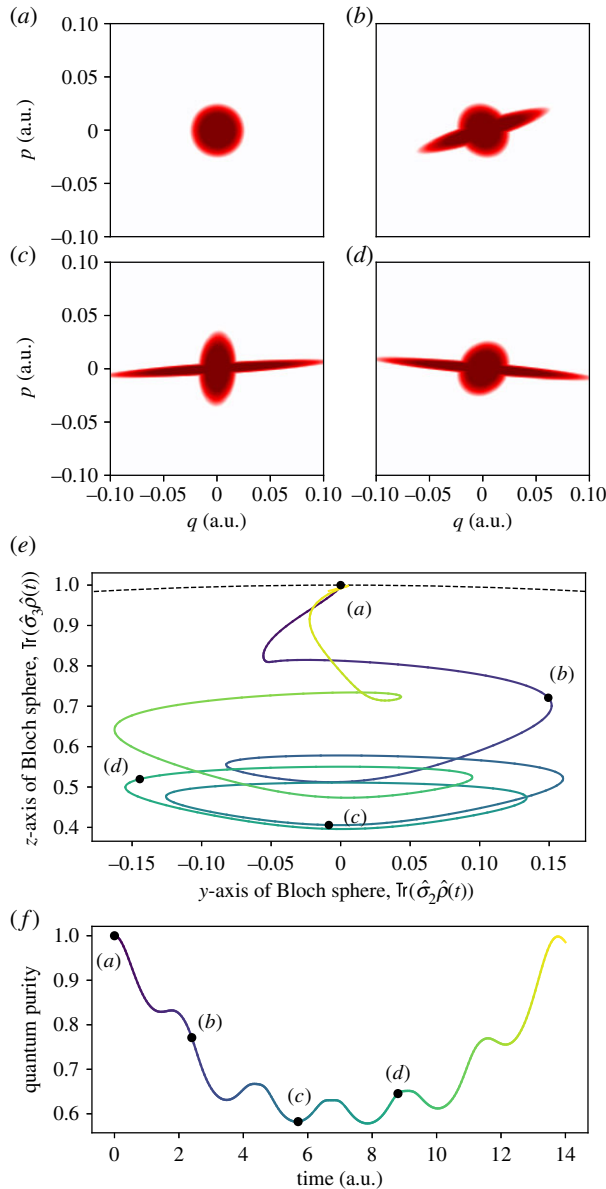 (a)
(b)
0.10
0.05
0
−0.05
−0.10
p (a.u.)
(c)
(d)
0.10
0.05
0
−0.05
−0.10
p (a.u.)
−0.10 −0.05 0 0.05 0.10
−0.10 −0.05 0 0.05 0.10
q (a.u.)
q (a.u.)
(e)
1.0
0.9
0.8
0.7
0.6
0.5
0.4
z-axis of Bloch sphere, Tr(σ̂₃ρ̂(t))
(a)
(b)
(d)
(c)
−0.15 −0.10 −0.05 0 0.05 0.10 0.15
y-axis of Bloch sphere, Tr(σ̂₂ρ̂(t))
(f)
1.0
0.9
0.8
0.7
0.6
quantum purity
(a)
(b)
(c)
(d)
0 2 4 6 8 10 12 14
time (a.u.)